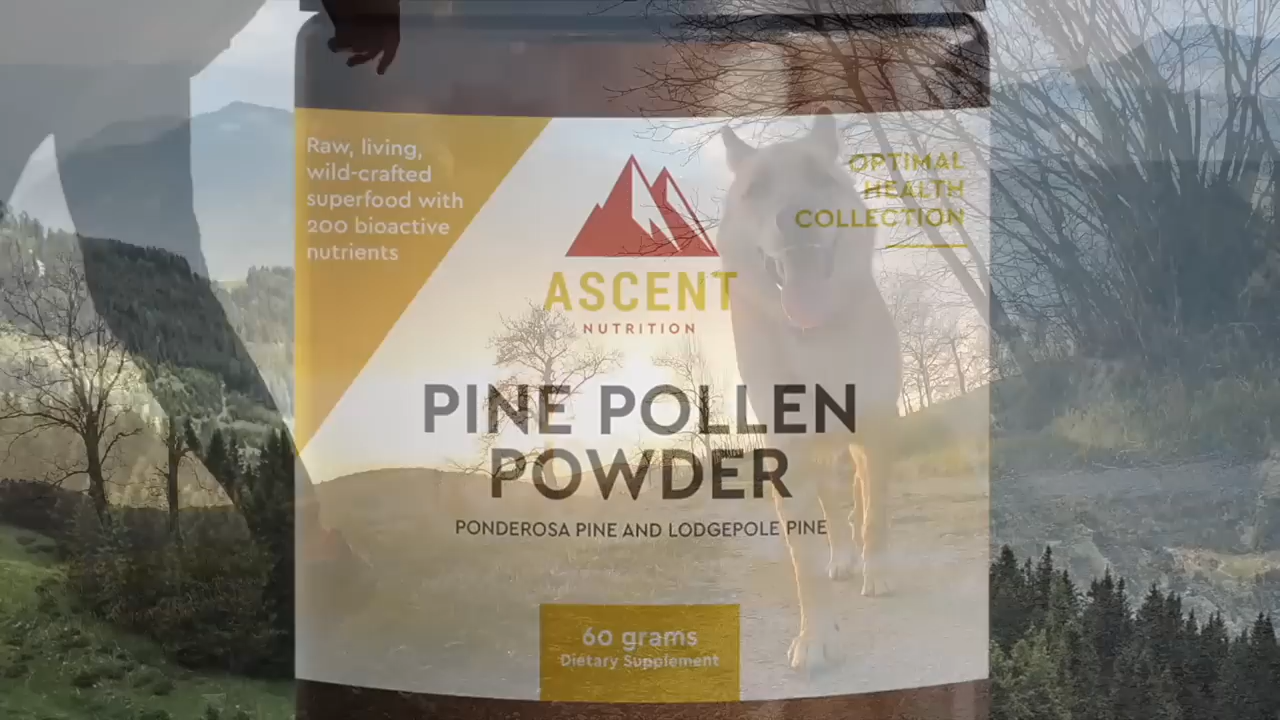 Raw, living,
wild-crafted
superfood with
200 bioactive
nutrients
OPTIMAL
HEALTH
COLLECTION
ASCENT
NUTRITION
PINE POLLEN
POWDER
PONDEROSA PINE AND LODGEPOLE PINE
60 grams
Dietary Supplement